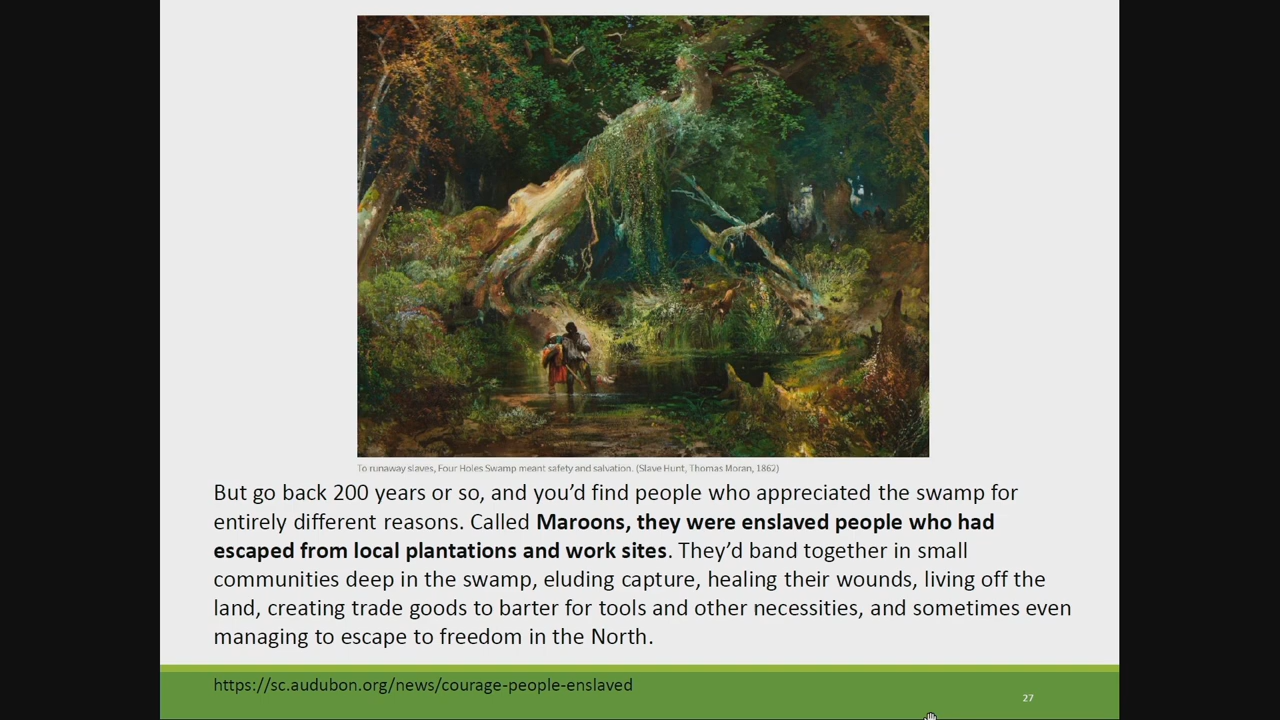 To runaway slaves, Four Holes Swamp meant safety and salvation. (Slave Hunt, Thomas Moran, 1862)
But go back 200 years or so, and you’d find people who appreciated the swamp for
entirely different reasons. Called Maroons, they were enslaved people who had
escaped from local plantations and work sites. They’d band together in small
communities deep in the swamp, eluding capture, healing their wounds, living off the
land, creating trade goods to barter for tools and other necessities, and sometimes even
managing to escape to freedom in the North.
https://sc.audubon.org/news/courage-people-enslaved
27